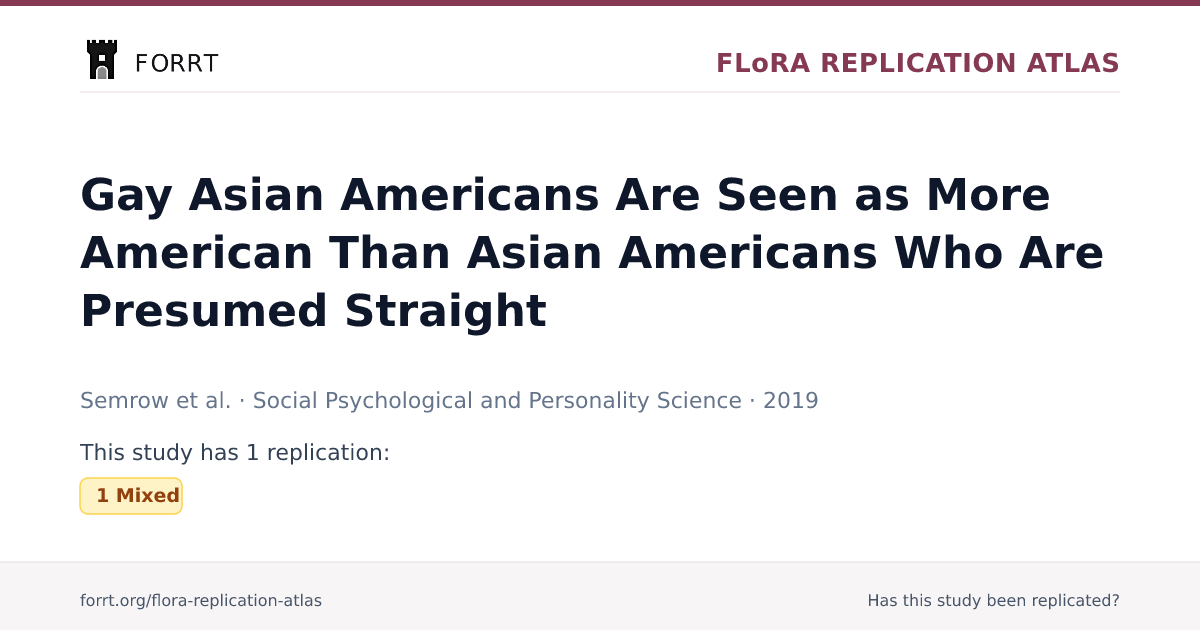 FORRT
FLoRA REPLICATION ATLAS
Gay Asian Americans Are Seen as More
American Than Asian Americans Who Are
Presumed Straight
Semrow et al. · Social Psychological and Personality Science · 2019
This study has 1 replication:
1 Mixed
forrt.org/flora-replication-atlas
Has this study been replicated?